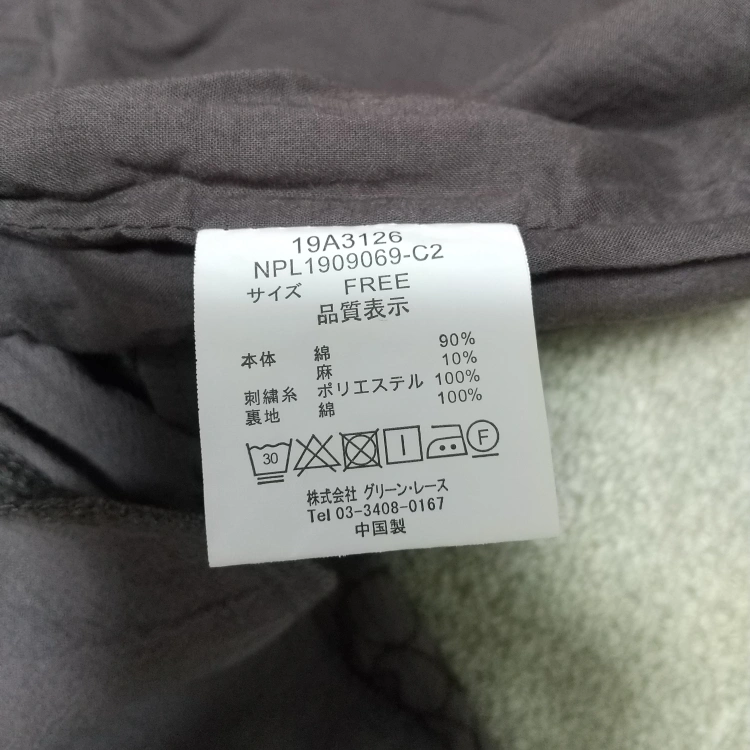 19A3126
NPL1909069-C2
サイズ FREE
品質表示
本体 綿 90%
麻 10%
刺繍糸 ポリエステル 100%
裏地 綿 100%
30 F
株式会社 グリーン・レース
Tel 03-3408-0167
中国製